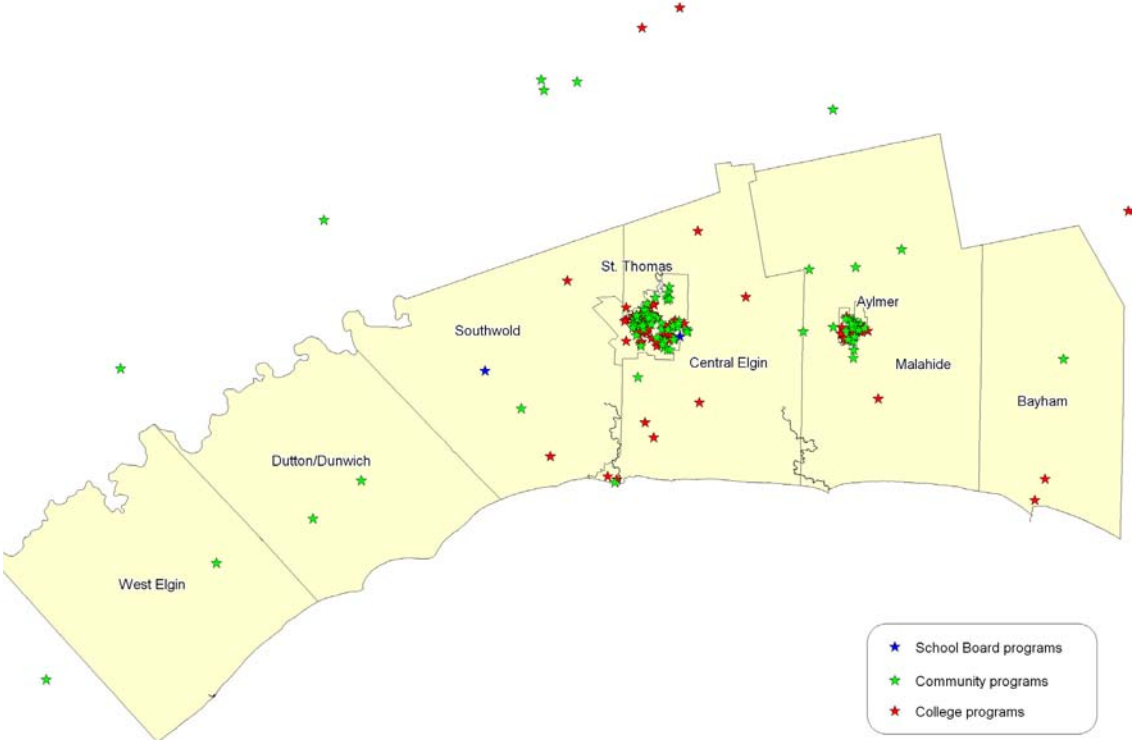 St. Thomas
Aylmer
Southwold
Central Elgin
Malahide
Bayham
Dutton/Dunwich
West Elgin
School Board programs
Community programs
College programs